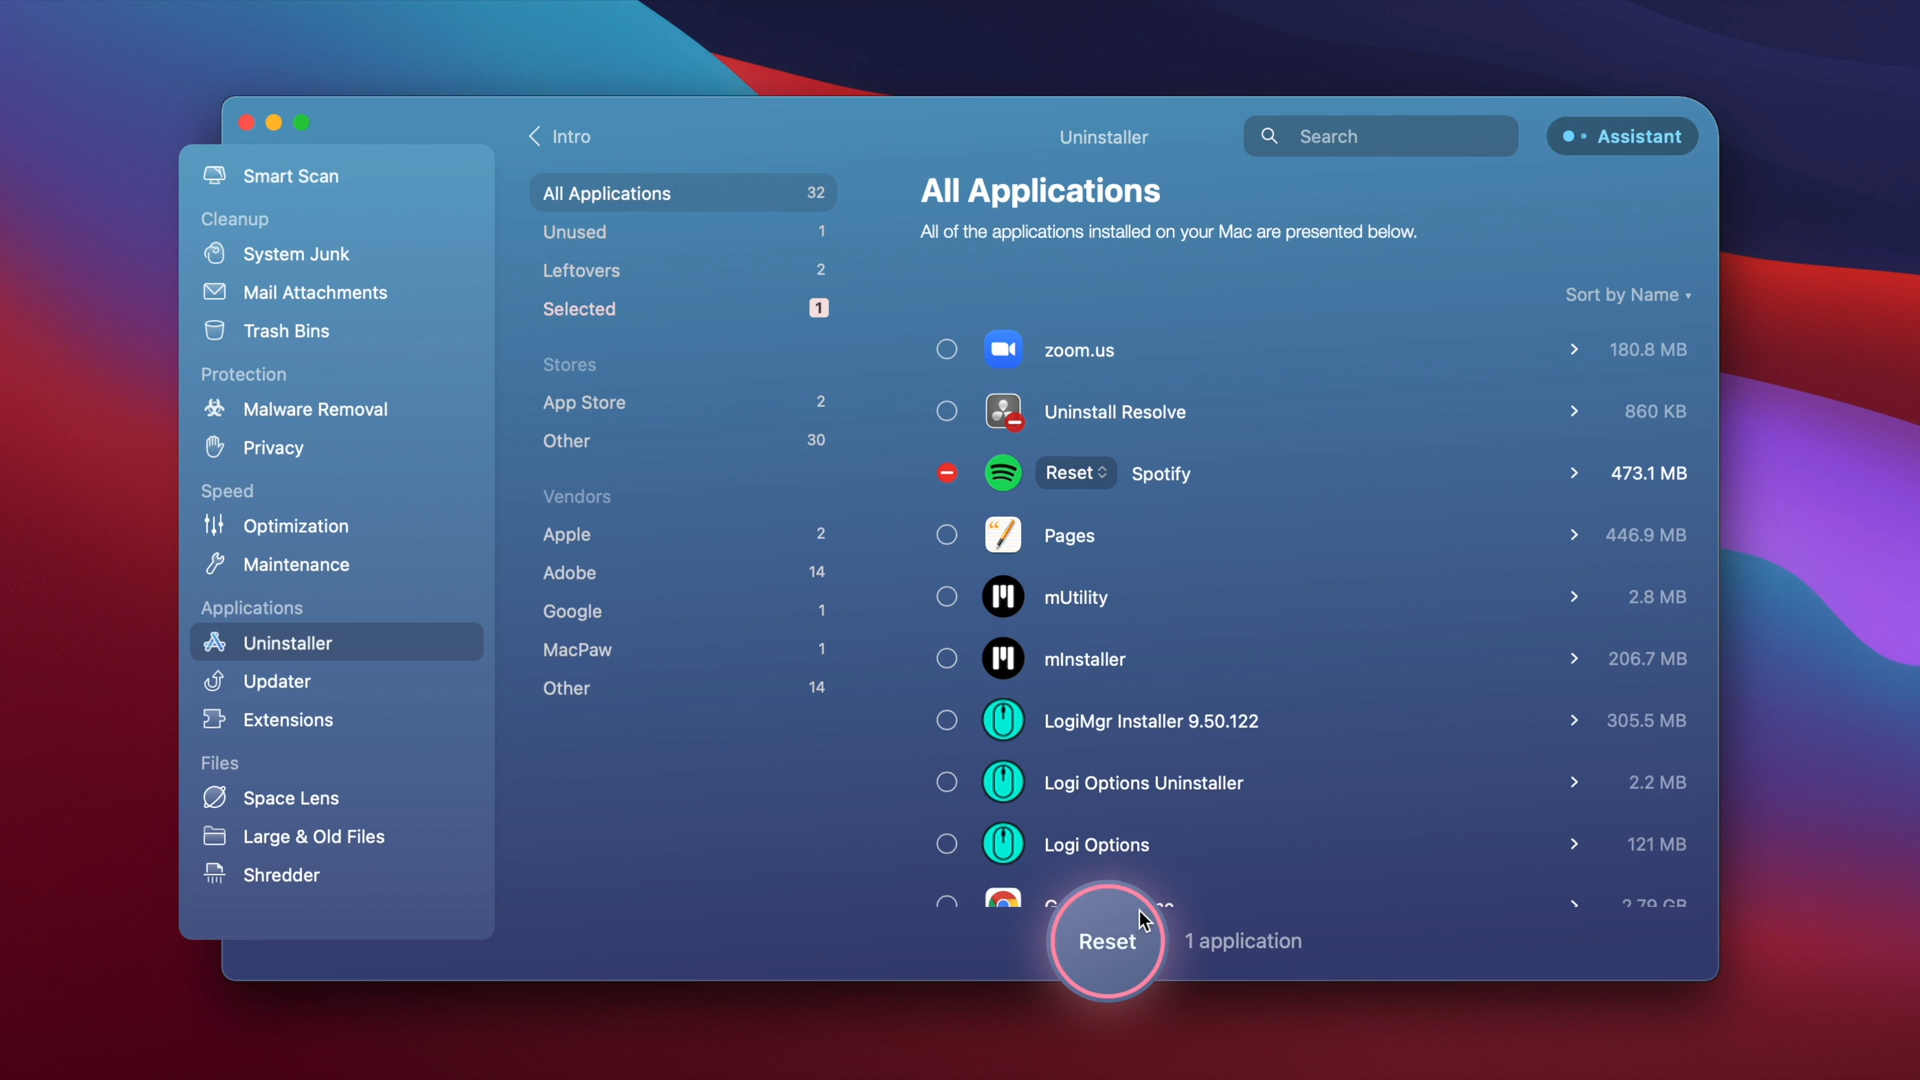 Smart Scan
Cleanup
System Junk
Mail Attachments
Trash Bins
Protection
Malware Removal
Privacy
Speed
Optimization
Maintenance
Applications
Uninstaller
Updater
Extensions
Files
Space Lens
Large & Old Files
Shredder
Intro
Uninstaller
Search
Assistant
All Applications 32
Unused 1
Leftovers 2
Selected 1
Stores
App Store 2
Other 30
Vendors
Apple 2
Adobe 14
Google 1
MacPaw 1
Other 14
All Applications
All of the applications installed on your Mac are presented below.
Sort by Name
zoom.us 180.8 MB
Uninstall Resolve 860 KB
Reset Spotify 473.1 MB
Pages 446.9 MB
mUtility 2.8 MB
mInstaller 206.7 MB
LogiMgr Installer 9.50.122 305.5 MB
Logi Options Uninstaller 2.2 MB
Logi Options 121 MB
2.79 GB
Reset 1 application